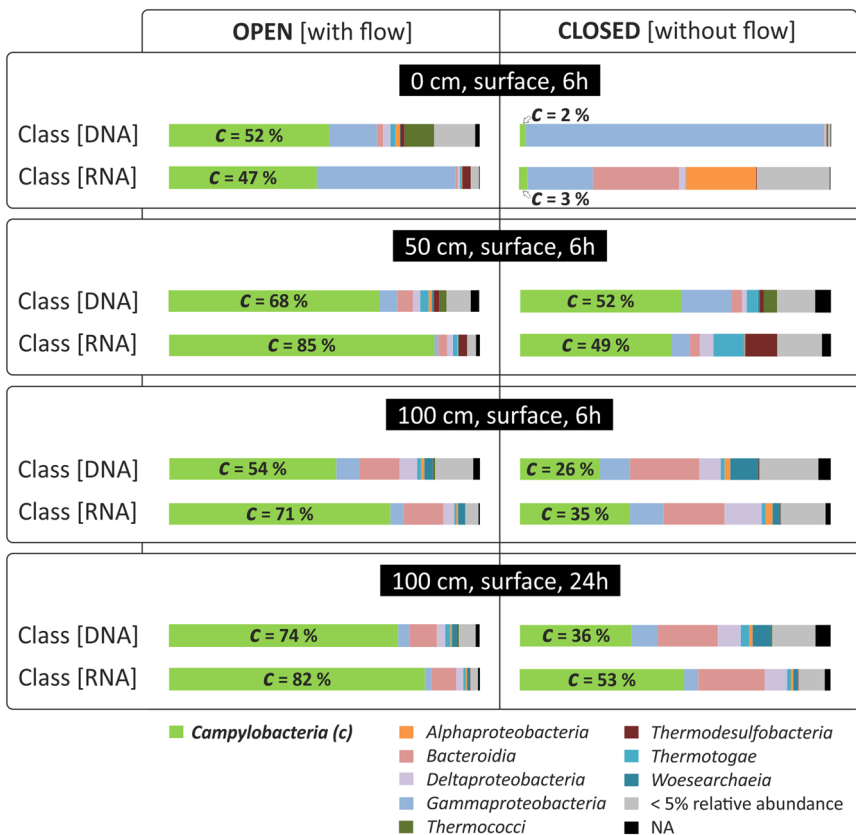 OPEN [with flow] CLOSED [without flow]
0 cm, surface, 6h
Class [DNA] C = 52 % C = 2 %
Class [RNA] C = 47 % C = 3 %
50 cm, surface, 6h
Class [DNA] C = 68 % C = 52 %
Class [RNA] C = 85 % C = 49 %
100 cm, surface, 6h
Class [DNA] C = 54 % C = 26 %
Class [RNA] C = 71 % C = 35 %
100 cm, surface, 24h
Class [DNA] C = 74 % C = 36 %
Class [RNA] C = 82 % C = 53 %
Campylobacteria (c) Alphaproteobacteria Thermodesulfobacteria
Bacteroidia Thermotogae
Deltaproteobacteria Woesearchaeia
Gammaproteobacteria < 5% relative abundance
Thermococci NA